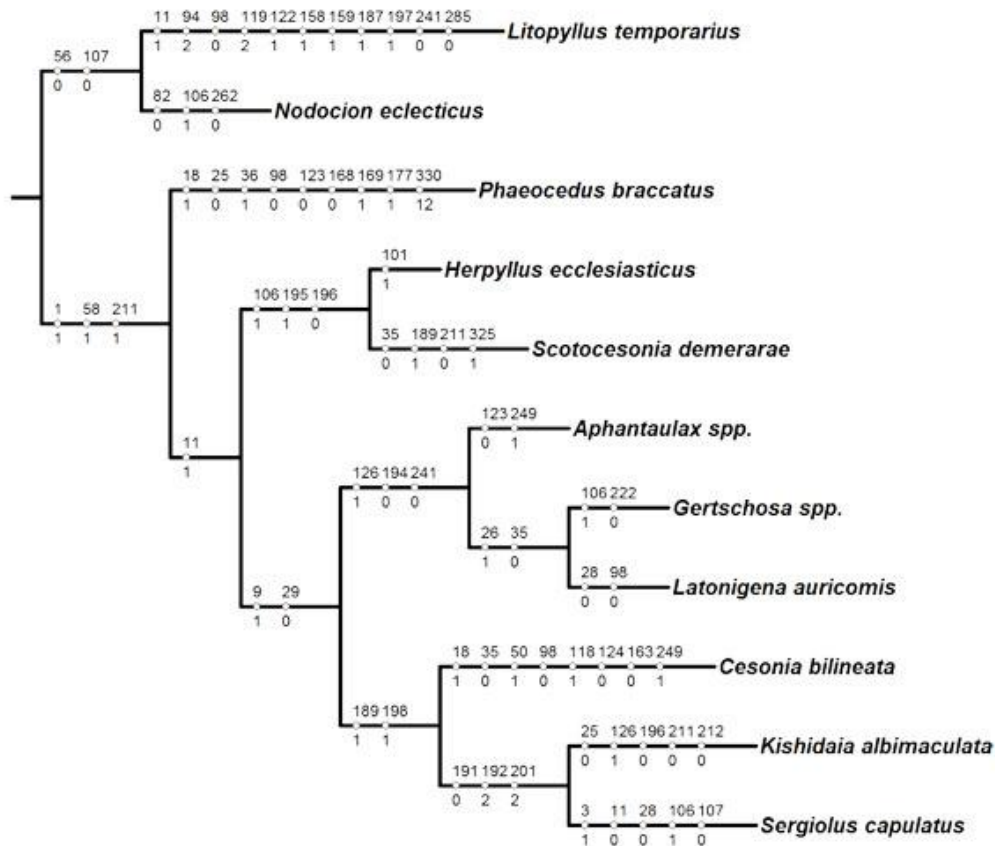 11 94 98 119 122 158 159 187 197 241 285
Litopyllus temporarius
1 2 0 2 1 1 1 1 1 0 0
56 107
0 0
82 106 262
Nodocion eclecticus
0 1 0
18 25 36 98 123 168 169 177 330
Phaeocedus braccatus
1 0 1 0 0 0 1 1 12
101
Herpyllus ecclesiasticus
1
106 195 196
1 1 0
1 58 211
1 1 1
35 189 211 325
Scotocesonia demerarae
0 1 0 1
123 249
Aphantaulax spp.
0 1
11
1
126 194 241
1 0 0
106 222
Gertschosa spp.
1 0
26 35
1 0
28 98
Latonigena auricomis
0 0
9 29
1 0
18 35 50 98 118 124 163 249
Cesonia bilineata
1 0 1 0 1 0 0 1
189 198
1 1
25 126 196 211 212
Kishidaia albimaculata
0 1 0 0 0
191 192 201
0 2 2
3 11 28 106 107
Sergiolus capulatus
1 0 0 1 0